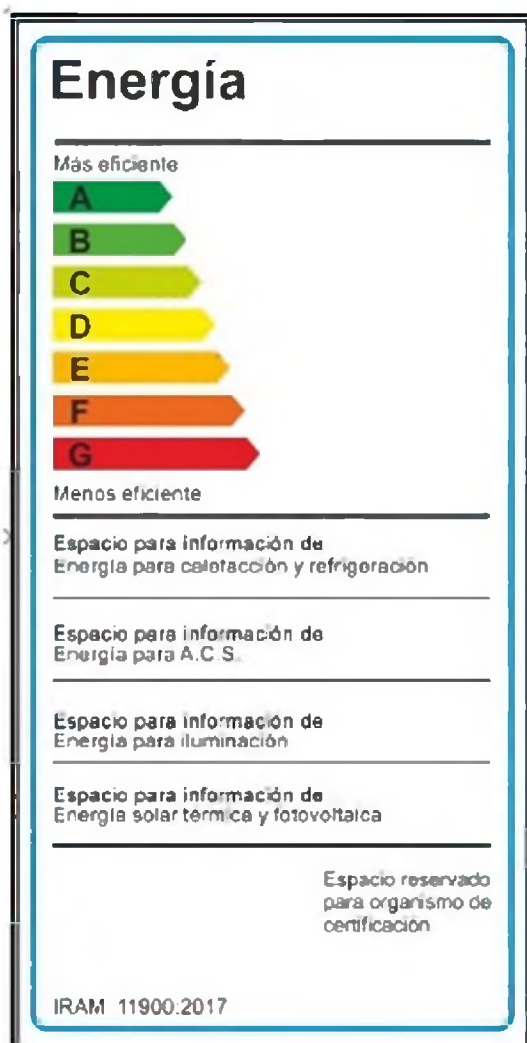 Energía
Más eficiente
A
B
C
D
E
F
G
Menos eficiente
Espacio para información de
Energía para calefacción y refrigeración
Espacio para información de
Energía para A.C.S.
Espacio para información de
Energía para iluminación
Espacio para información de
Energía solar térmica y fotovoltaica
Espacio reservado
para organismo de
certificación
IRAM 11900:2017